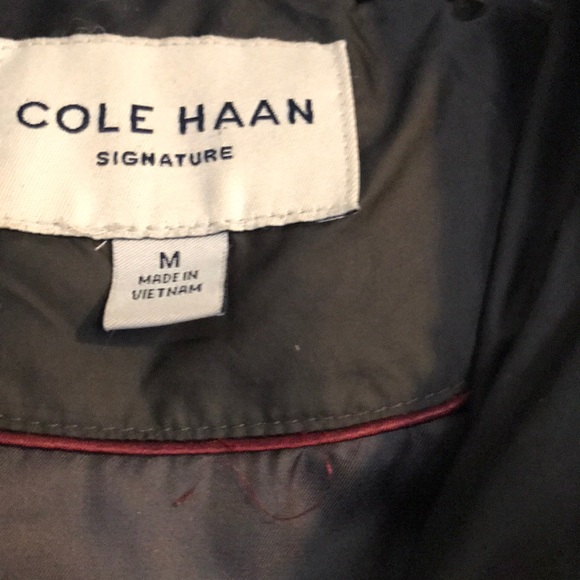 COLE HAAN
SIGNATURE
M
MADE IN
VIETNAM